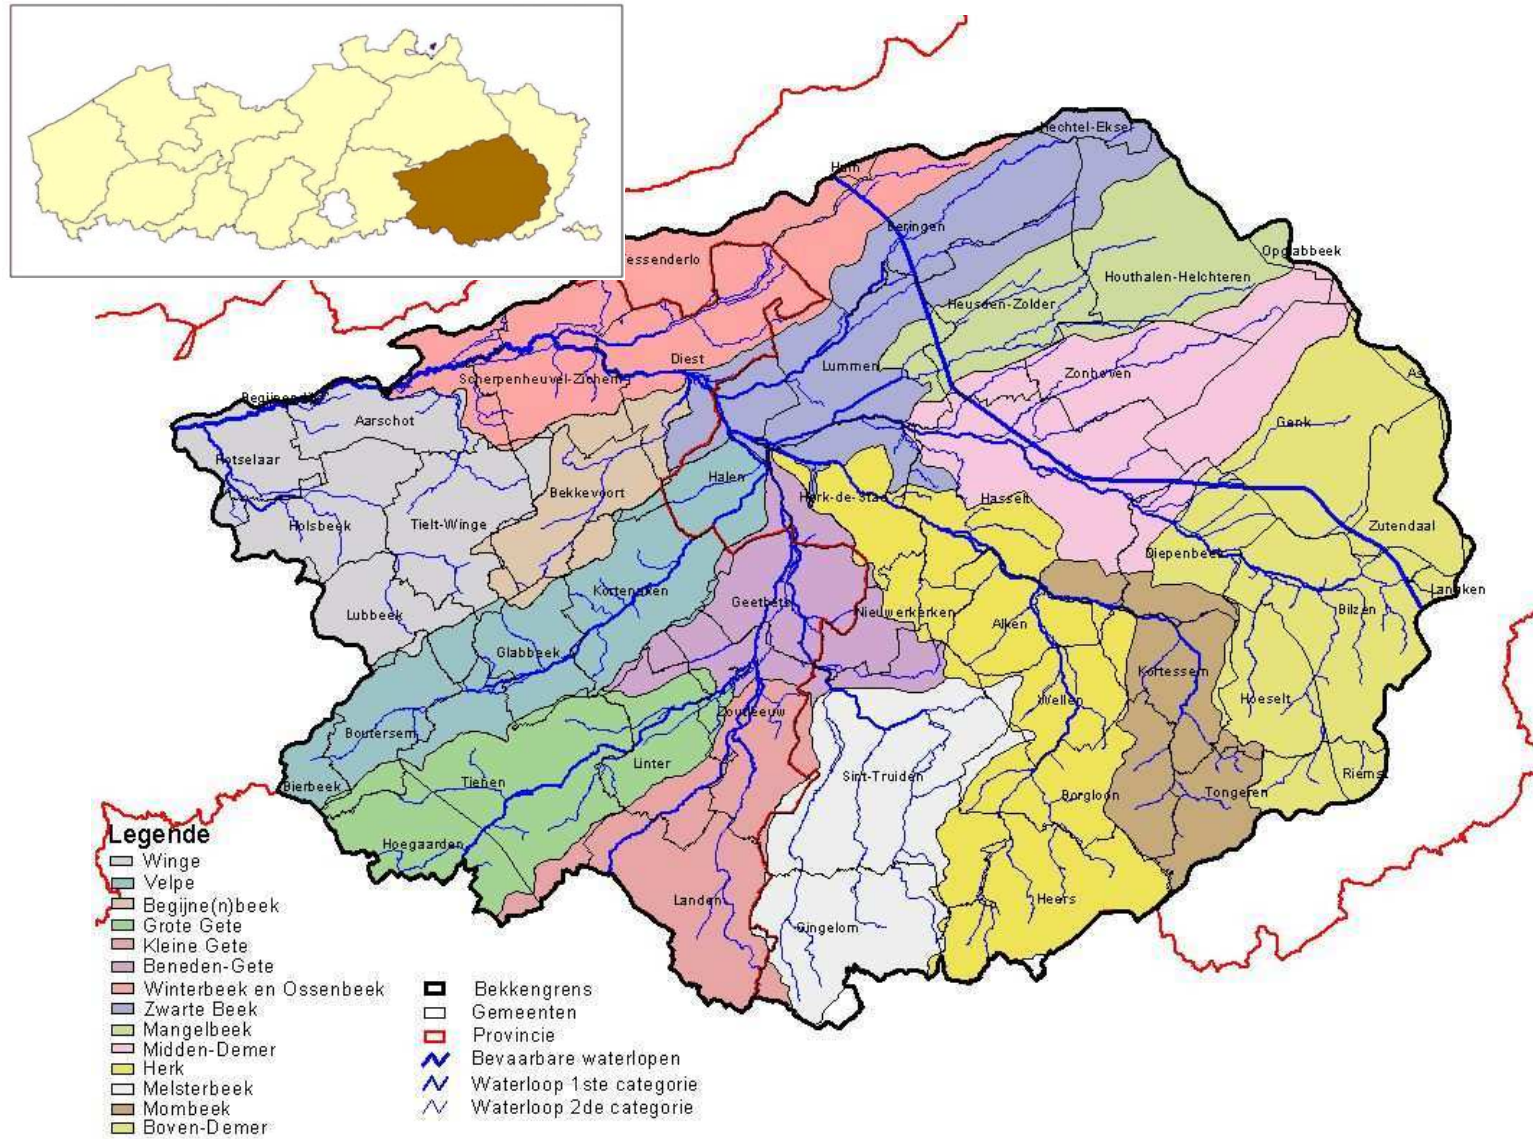 Hechtel-Eksel
Ham
Beringen
Opglabbeek
Tessenderlo
Houthalen-Helchteren
Heusden-Zolder
Diest
Lummen
Zonhoven
As
Scherpenheuvel-Zichem
Begijnendijk
Aarschot
Genk
Rotselaar
Halen
Bekkevoort
Herk-de-Stad
Hasselt
Holsbeek
Tielt-Winge
Zutendaal
Diepenbeek
Kortenaken
Lanaken
Geetbets
Nieuwerkerken
Bilzen
Lubbeek
Alken
Glabbeek
Kortessem
Hoeselt
Wellen
Zoutleeuw
Boutersem
Linter
Sint-Truiden
Riemst
Tienen
Bierbeek
Borgloon
Tongeren
Hoegaarden
Landen
Heers
Gingelom
Legende
Winge
Velpe
Begijne(n)beek
Grote Gete
Kleine Gete
Beneden-Gete
Winterbeek en Ossenbeek
Zwarte Beek
Mangelbeek
Midden-Demer
Herk
Melsterbeek
Mombeek
Boven-Demer
Bekkengrens
Gemeenten
Provincie
Bevaarbare waterlopen
Waterloop 1ste categorie
Waterloop 2de categorie